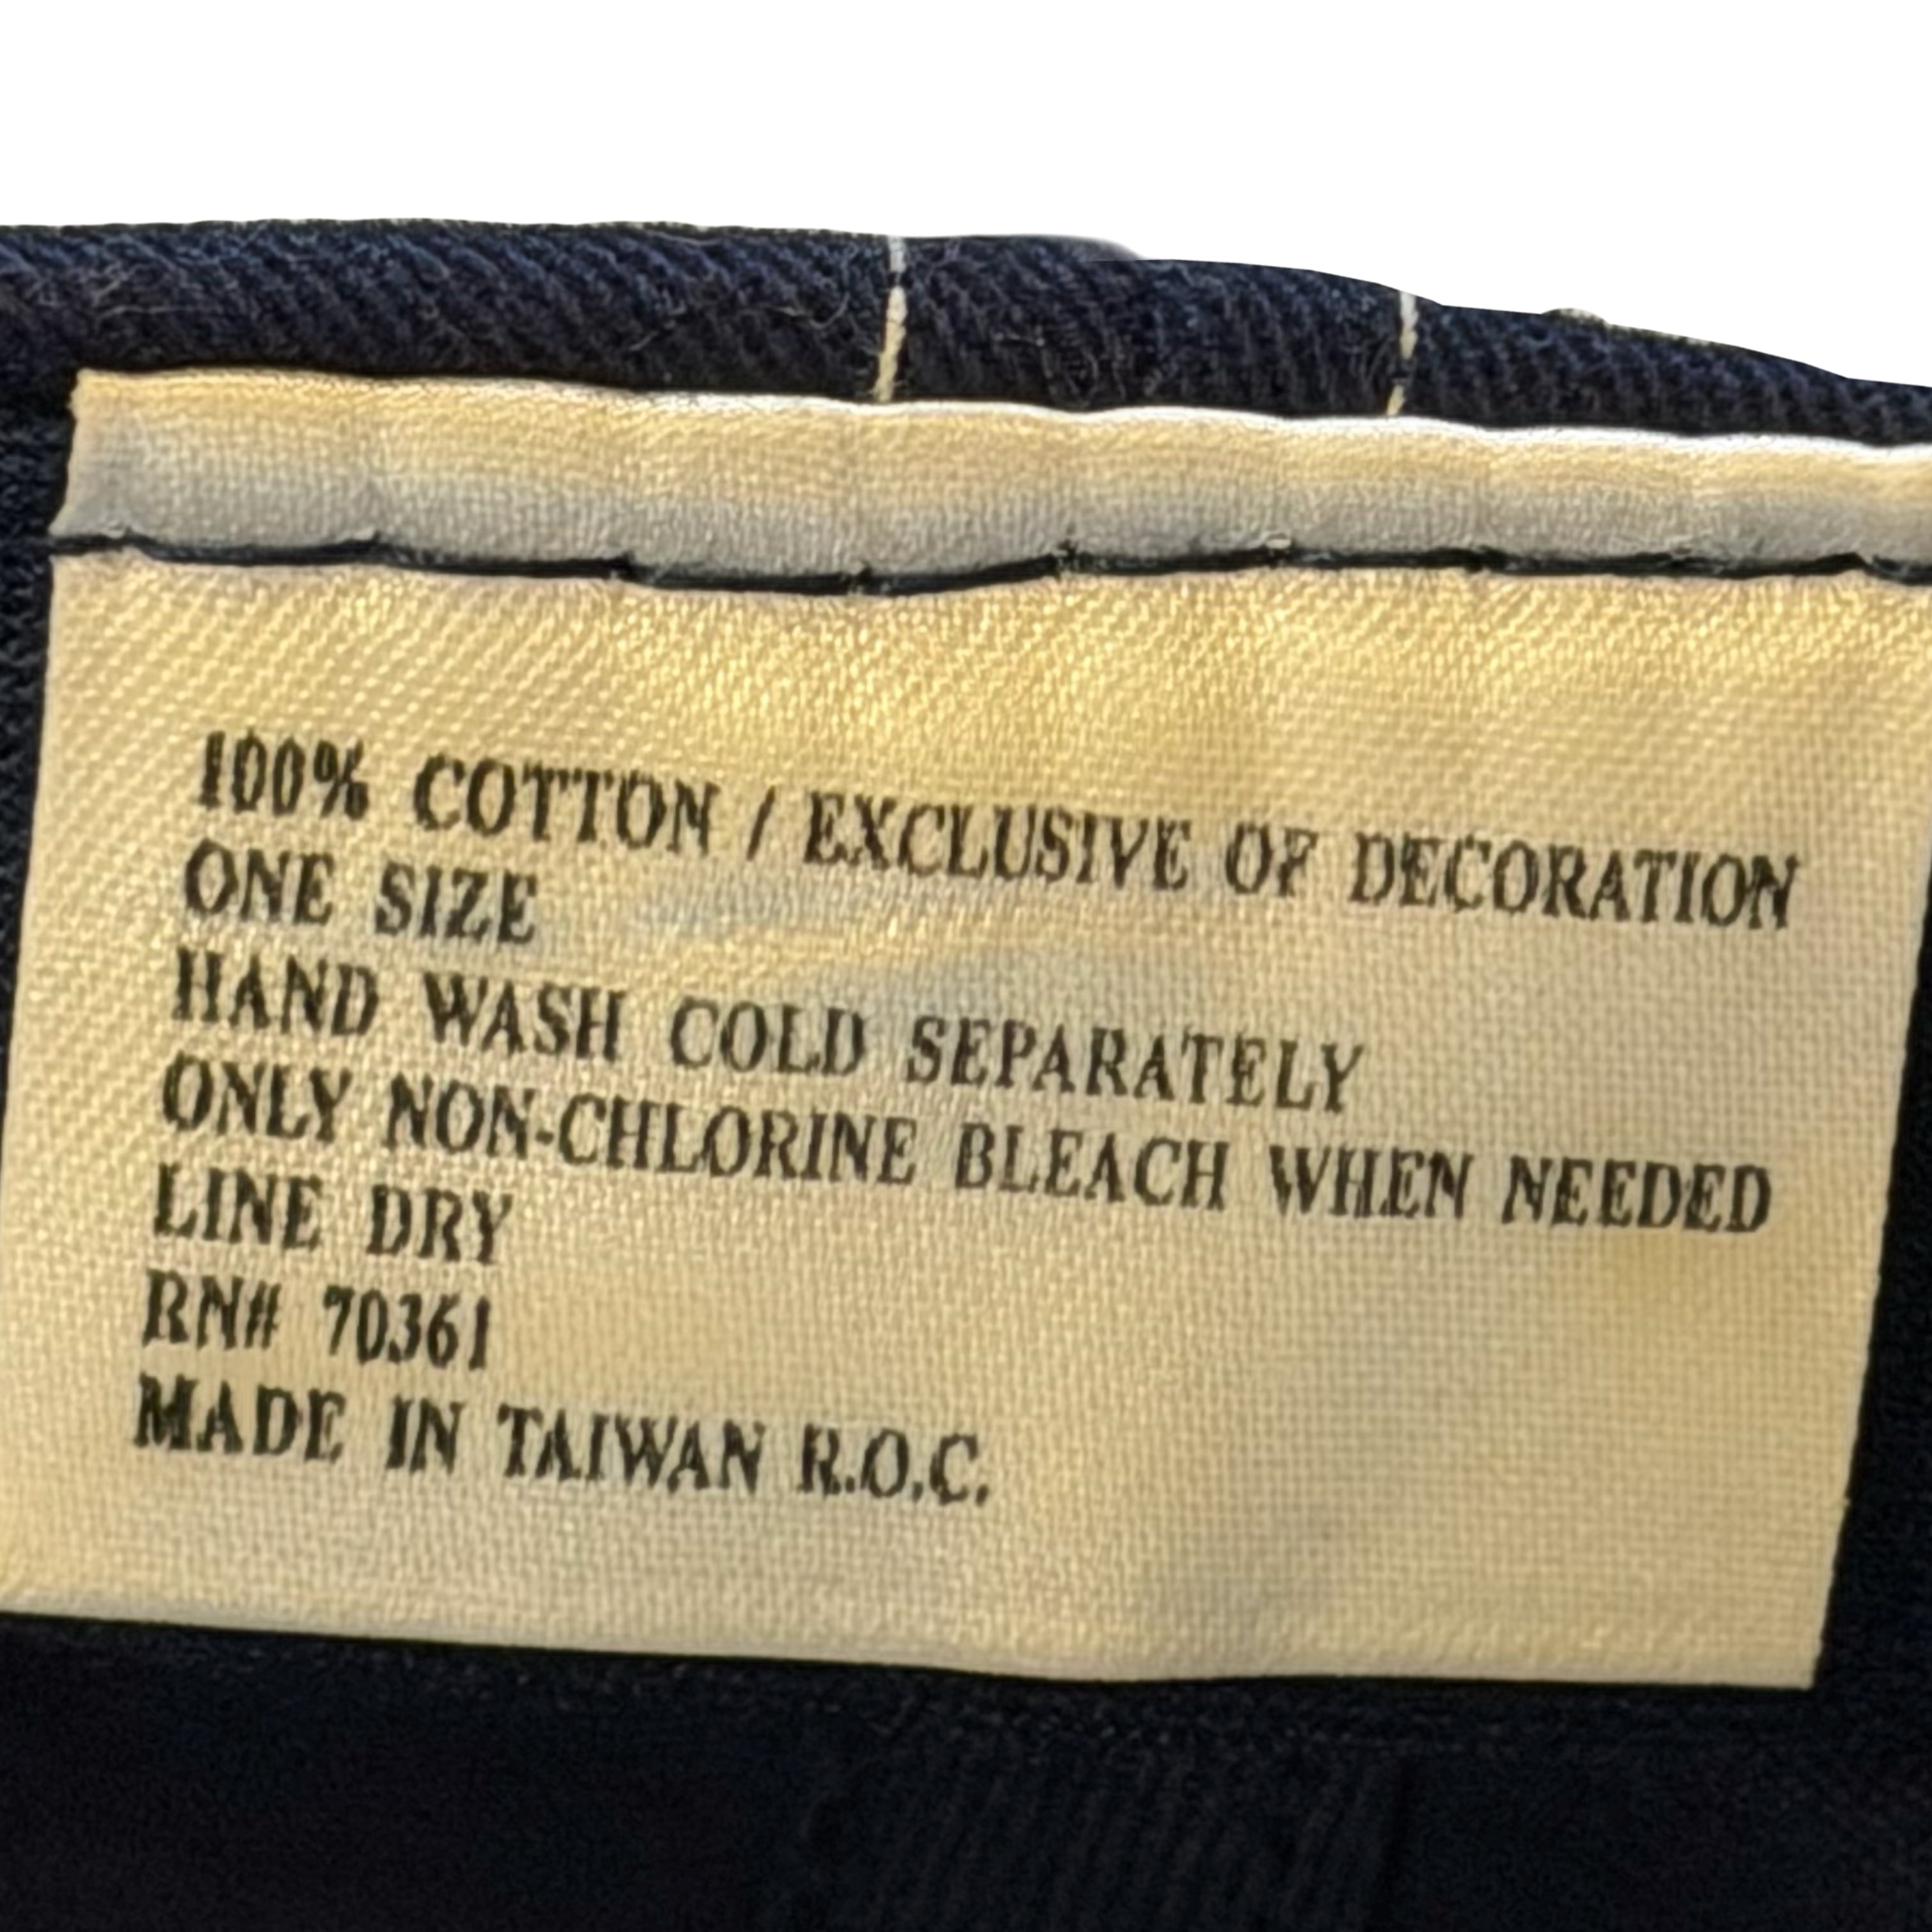 100% COTTON / EXCLUSIVE OF DECORATION
ONE SIZE
HAND WASH COLD SEPARATELY
ONLY NON-CHLORINE BLEACH WHEN NEEDED
LINE DRY
RN# 70361
MADE IN TAIWAN R.O.C.